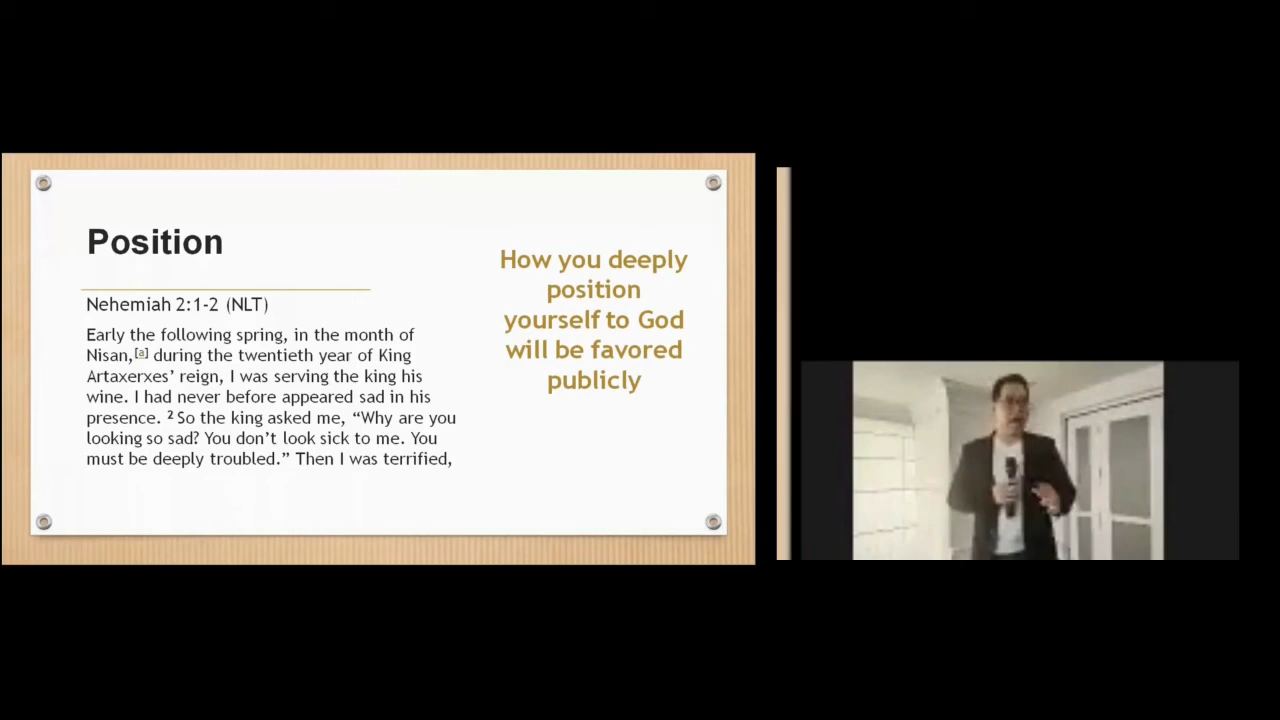 Position
Nehemiah 2:1-2 (NLT)
Early the following spring, in the month of
Nisan,[a] during the twentieth year of King
Artaxerxes’ reign, I was serving the king his
wine. I had never before appeared sad in his
presence. ² So the king asked me, “Why are you
looking so sad? You don’t look sick to me. You
must be deeply troubled.” Then I was terrified,
How you deeply
position
yourself to God
will be favored
publicly